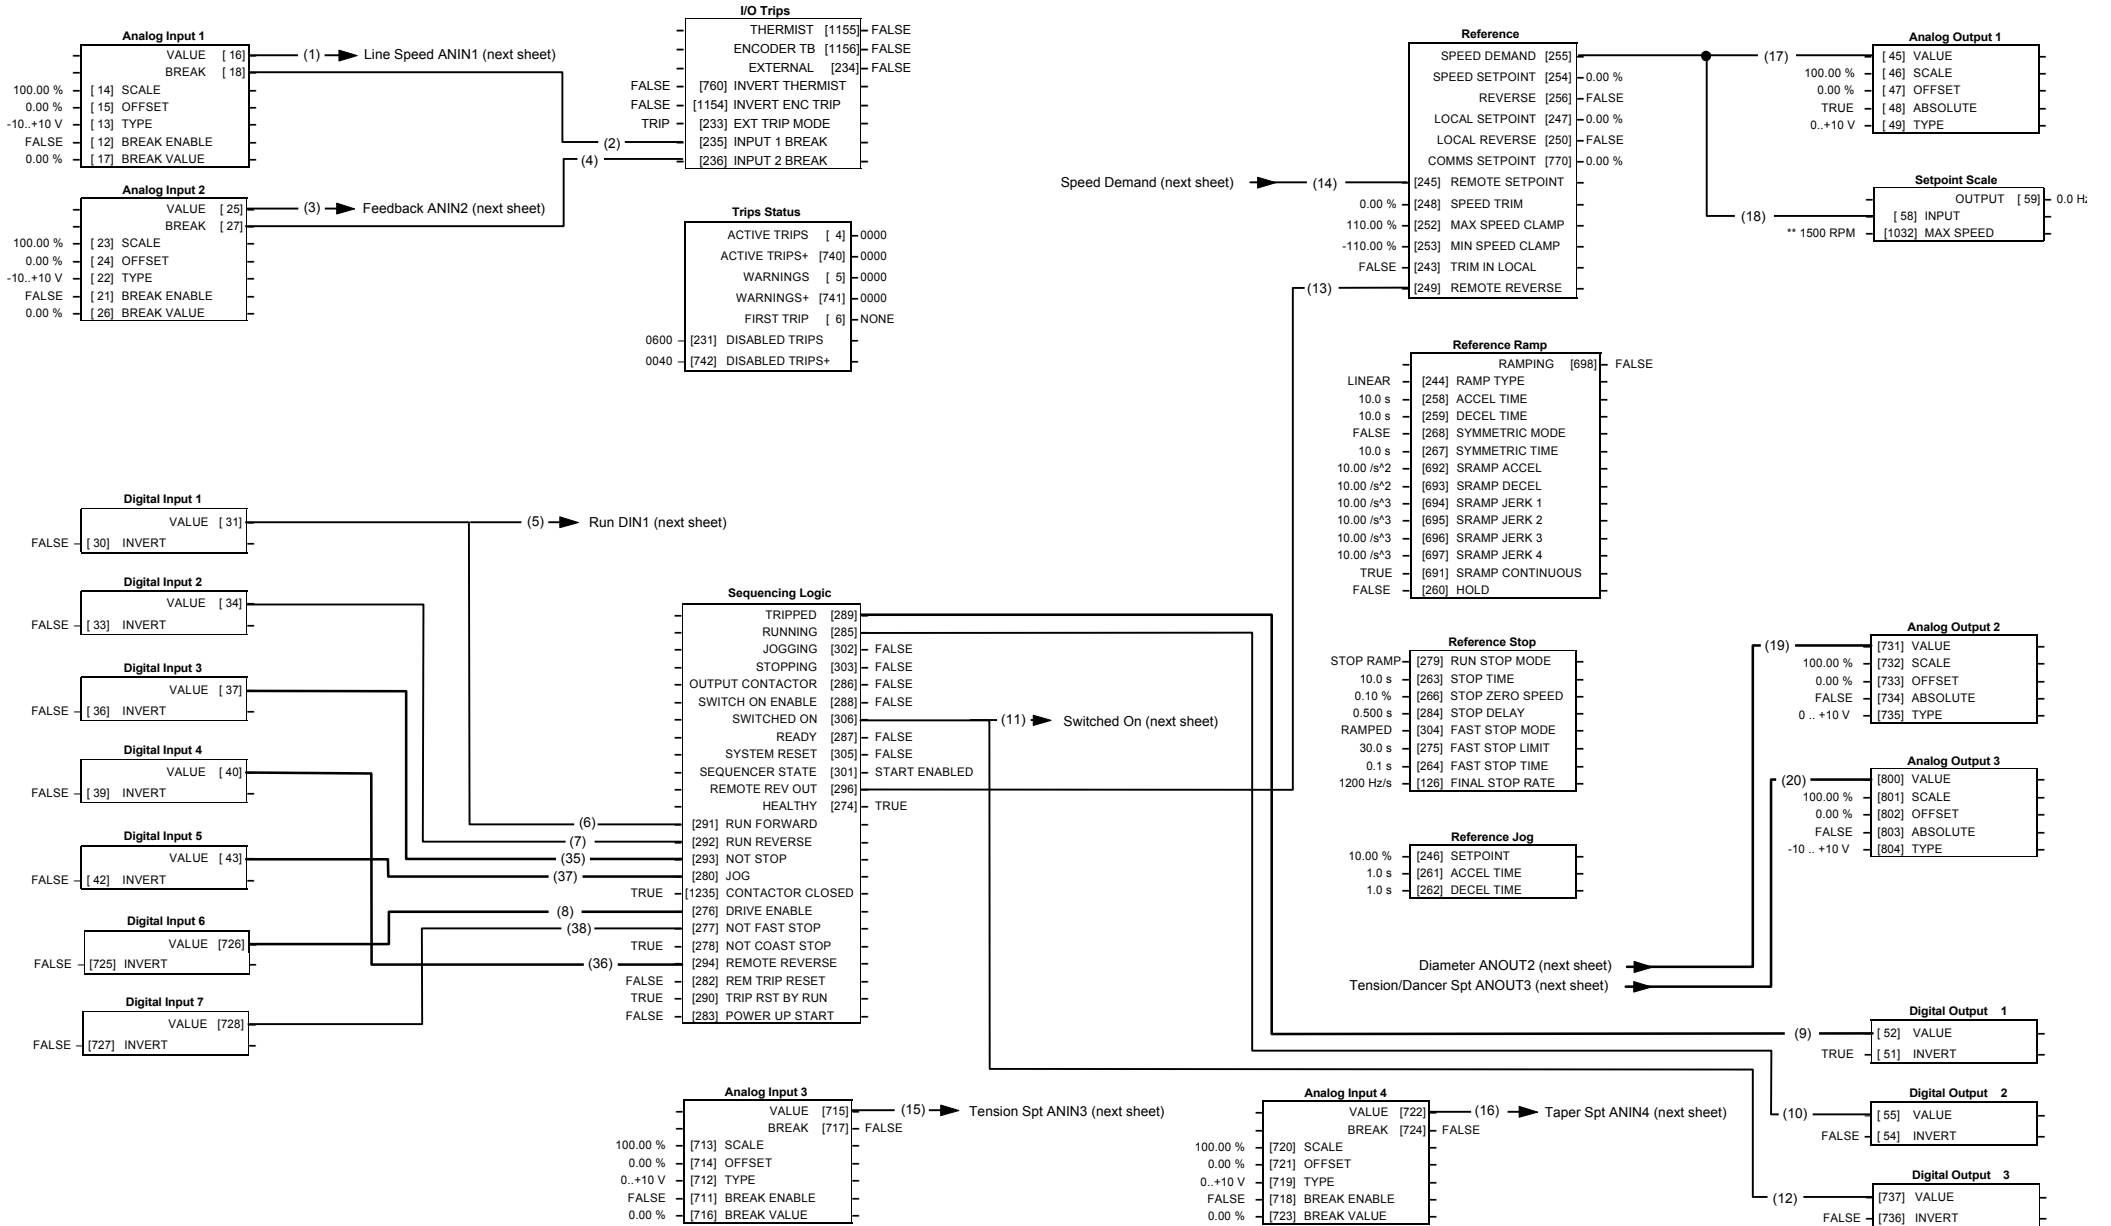 Analog Input 1
VALUE [ 16] (1) Line Speed ANIN1 (next sheet)
BREAK [ 18]
100.00 % [ 14] SCALE
0.00 % [ 15] OFFSET
-10..+10 V [ 13] TYPE
FALSE [ 12] BREAK ENABLE
0.00 % [ 17] BREAK VALUE
(2)
(4)
Analog Input 2
VALUE [ 25] (3) Feedback ANIN2 (next sheet)
BREAK [ 27]
100.00 % [ 23] SCALE
0.00 % [ 24] OFFSET
-10..+10 V [ 22] TYPE
FALSE [ 21] BREAK ENABLE
0.00 % [ 26] BREAK VALUE
I/O Trips
THERMIST [1155] FALSE
ENCODER TB [1156] FALSE
EXTERNAL [234] FALSE
FALSE [760] INVERT THERMIST
FALSE [1154] INVERT ENC TRIP
TRIP [233] EXT TRIP MODE
[235] INPUT 1 BREAK
[236] INPUT 2 BREAK
Trips Status
ACTIVE TRIPS [ 4] 0000
ACTIVE TRIPS+ [740] 0000
WARNINGS [ 5] 0000
WARNINGS+ [741] 0000
FIRST TRIP [ 6] NONE
0600 [231] DISABLED TRIPS
0040 [742] DISABLED TRIPS+
Reference
SPEED DEMAND [255]
SPEED SETPOINT [254] 0.00 %
REVERSE [256] FALSE
LOCAL SETPOINT [247] 0.00 %
LOCAL REVERSE [250] FALSE
COMMS SETPOINT [770] 0.00 %
Speed Demand (next sheet) (14) [245] REMOTE SETPOINT
0.00 % [248] SPEED TRIM
110.00 % [252] MAX SPEED CLAMP
-110.00 % [253] MIN SPEED CLAMP
FALSE [243] TRIM IN LOCAL
(13) [249] REMOTE REVERSE
Analog Output 1
(17) [ 45] VALUE
100.00 % [ 46] SCALE
0.00 % [ 47] OFFSET
TRUE [ 48] ABSOLUTE
0..+10 V [ 49] TYPE
Setpoint Scale
OUTPUT [ 59] 0.0 Hz
(18) [ 58] INPUT
** 1500 RPM [1032] MAX SPEED
Reference Ramp
RAMPING [698] FALSE
LINEAR [244] RAMP TYPE
10.0 s [258] ACCEL TIME
10.0 s [259] DECEL TIME
FALSE [268] SYMMETRIC MODE
10.0 s [267] SYMMETRIC TIME
10.00 /s^2 [692] SRAMP ACCEL
10.00 /s^2 [693] SRAMP DECEL
10.00 /s^3 [694] SRAMP JERK 1
10.00 /s^3 [695] SRAMP JERK 2
10.00 /s^3 [696] SRAMP JERK 3
10.00 /s^3 [697] SRAMP JERK 4
TRUE [691] SRAMP CONTINUOUS
FALSE [260] HOLD
Digital Input 1
VALUE [ 31] (5) Run DIN1 (next sheet)
FALSE [ 30] INVERT
Digital Input 2
VALUE [ 34]
FALSE [ 33] INVERT
Digital Input 3
VALUE [ 37]
FALSE [ 36] INVERT
Digital Input 4
VALUE [ 40]
FALSE [ 39] INVERT
Digital Input 5
VALUE [ 43]
FALSE [ 42] INVERT
Digital Input 6
VALUE [726]
FALSE [725] INVERT
Digital Input 7
VALUE [728]
FALSE [727] INVERT
Sequencing Logic
TRIPPED [289]
RUNNING [285]
JOGGING [302] FALSE
STOPPING [303] FALSE
OUTPUT CONTACTOR [286] FALSE
SWITCH ON ENABLE [288] FALSE
SWITCHED ON [306] (11) Switched On (next sheet)
READY [287] FALSE
SYSTEM RESET [305] FALSE
SEQUENCER STATE [301] START ENABLED
REMOTE REV OUT [296]
HEALTHY [274] TRUE
(6) [291] RUN FORWARD
(7) [292] RUN REVERSE
(35) [293] NOT STOP
(37) [280] JOG
TRUE [1235] CONTACTOR CLOSED
(8) [276] DRIVE ENABLE
(38) [277] NOT FAST STOP
TRUE [278] NOT COAST STOP
(36) [294] REMOTE REVERSE
FALSE [282] REM TRIP RESET
TRUE [290] TRIP RST BY RUN
FALSE [283] POWER UP START
Reference Stop
STOP RAMP [279] RUN STOP MODE
10.0 s [263] STOP TIME
0.10 % [266] STOP ZERO SPEED
0.500 s [284] STOP DELAY
RAMPED [304] FAST STOP MODE
30.0 s [275] FAST STOP LIMIT
0.1 s [264] FAST STOP TIME
1200 Hz/s [126] FINAL STOP RATE
Reference Jog
10.00 % [246] SETPOINT
1.0 s [261] ACCEL TIME
1.0 s [262] DECEL TIME
Analog Output 2
(19) [731] VALUE
100.00 % [732] SCALE
0.00 % [733] OFFSET
FALSE [734] ABSOLUTE
0 .. +10 V [735] TYPE
Analog Output 3
(20) [800] VALUE
100.00 % [801] SCALE
0.00 % [802] OFFSET
FALSE [803] ABSOLUTE
-10 .. +10 V [804] TYPE
Diameter ANOUT2 (next sheet)
Tension/Dancer Spt ANOUT3 (next sheet)
Digital Output 1
(9) [ 52] VALUE
TRUE [ 51] INVERT
Digital Output 2
(10) [ 55] VALUE
FALSE [ 54] INVERT
Digital Output 3
(12) [737] VALUE
FALSE [736] INVERT
Analog Input 3
VALUE [715] (15) Tension Spt ANIN3 (next sheet)
BREAK [717] FALSE
100.00 % [713] SCALE
0.00 % [714] OFFSET
0..+10 V [712] TYPE
FALSE [711] BREAK ENABLE
0.00 % [716] BREAK VALUE
Analog Input 4
VALUE [722] (16) Taper Spt ANIN4 (next sheet)
BREAK [724] FALSE
100.00 % [720] SCALE
0.00 % [721] OFFSET
0..+10 V [719] TYPE
FALSE [718] BREAK ENABLE
0.00 % [723] BREAK VALUE